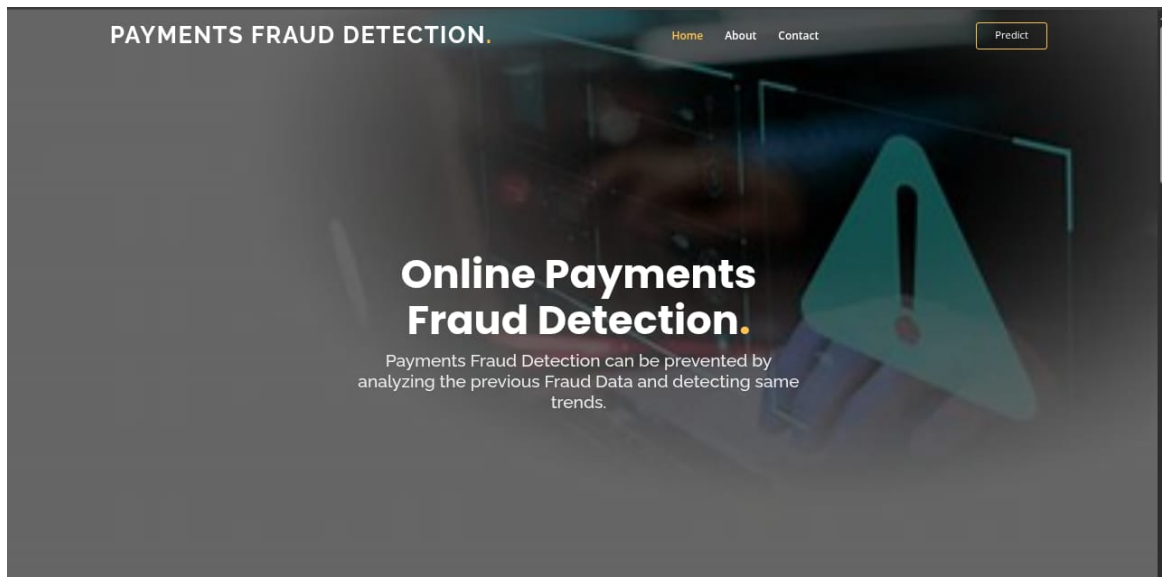 PAYMENTS FRAUD DETECTION.
Home About Contact
Predict
Online Payments
Fraud Detection.
Payments Fraud Detection can be prevented by
analyzing the previous Fraud Data and detecting same
trends.